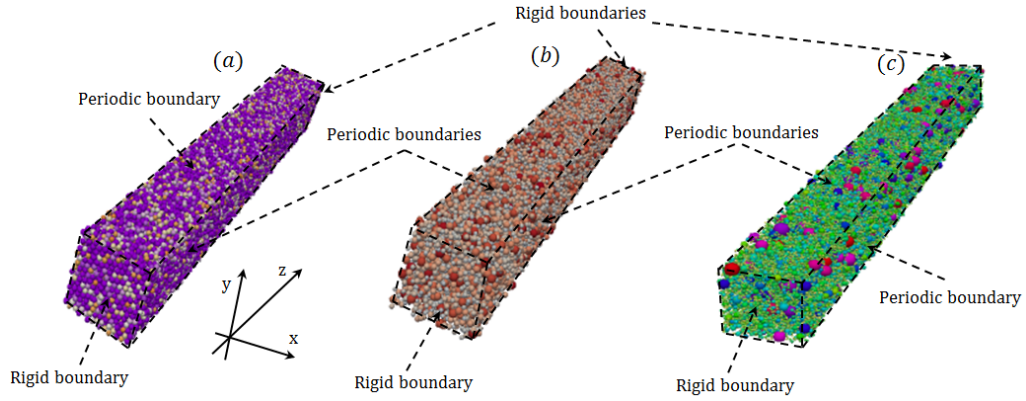 Rigid boundaries
(a)
(b)
(c)
Periodic boundary
Periodic boundaries
Periodic boundaries
z
y
x
Periodic boundary
Rigid boundary
Rigid boundary
Rigid boundary